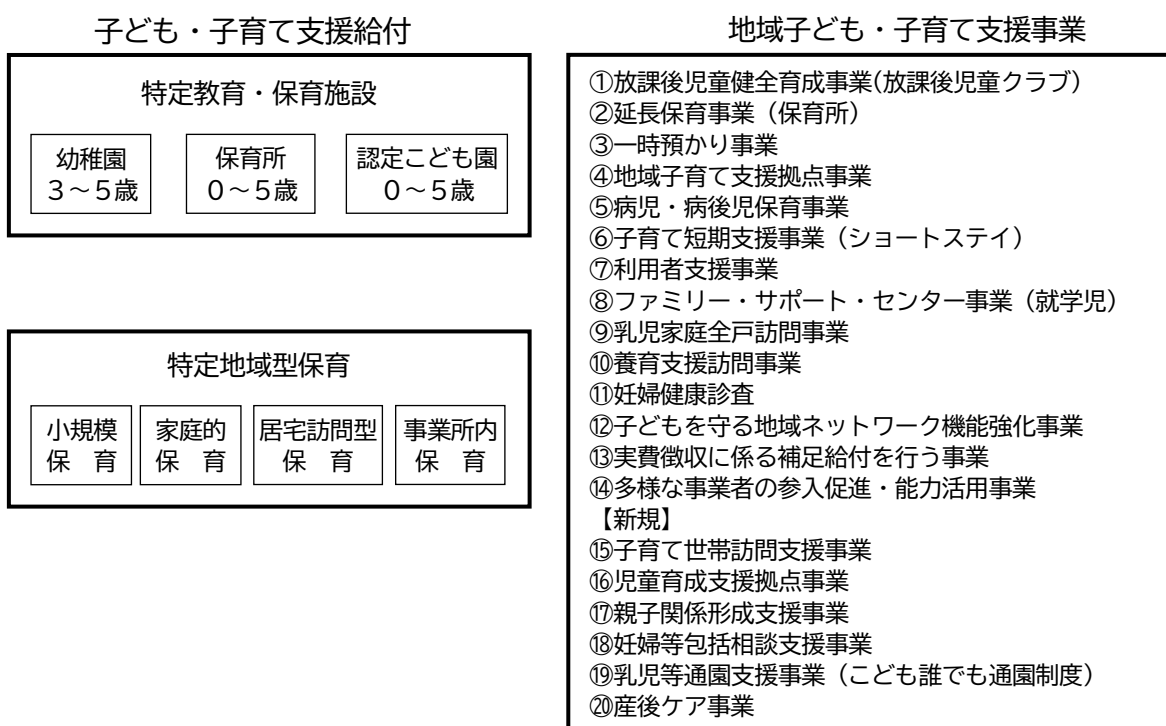 子ども・子育て支援給付
特定教育・保育施設
幼稚園
３～５歳
保育所
０～５歳
認定こども園
０～５歳
特定地域型保育
小規模
保　育
家庭的
保　育
居宅訪問型
保　育
事業所内
保　育
地域子ども・子育て支援事業
①放課後児童健全育成事業(放課後児童クラブ）
②延長保育事業（保育所）
③一時預かり事業
④地域子育て支援拠点事業
⑤病児・病後児保育事業
⑥子育て短期支援事業（ショートステイ）
⑦利用者支援事業
⑧ファミリー・サポート・センター事業（就学児）
⑨乳児家庭全戸訪問事業
⑩養育支援訪問事業
⑪妊婦健康診査
⑫子どもを守る地域ネットワーク機能強化事業
⑬実費徴収に係る補足給付を行う事業
⑭多様な事業者の参入促進・能力活用事業
【新規】
⑮子育て世帯訪問支援事業
⑯児童育成支援拠点事業
⑰親子関係形成支援事業
⑱妊婦等包括相談支援事業
⑲乳児等通園支援事業（こども誰でも通園制度）
⑳産後ケア事業